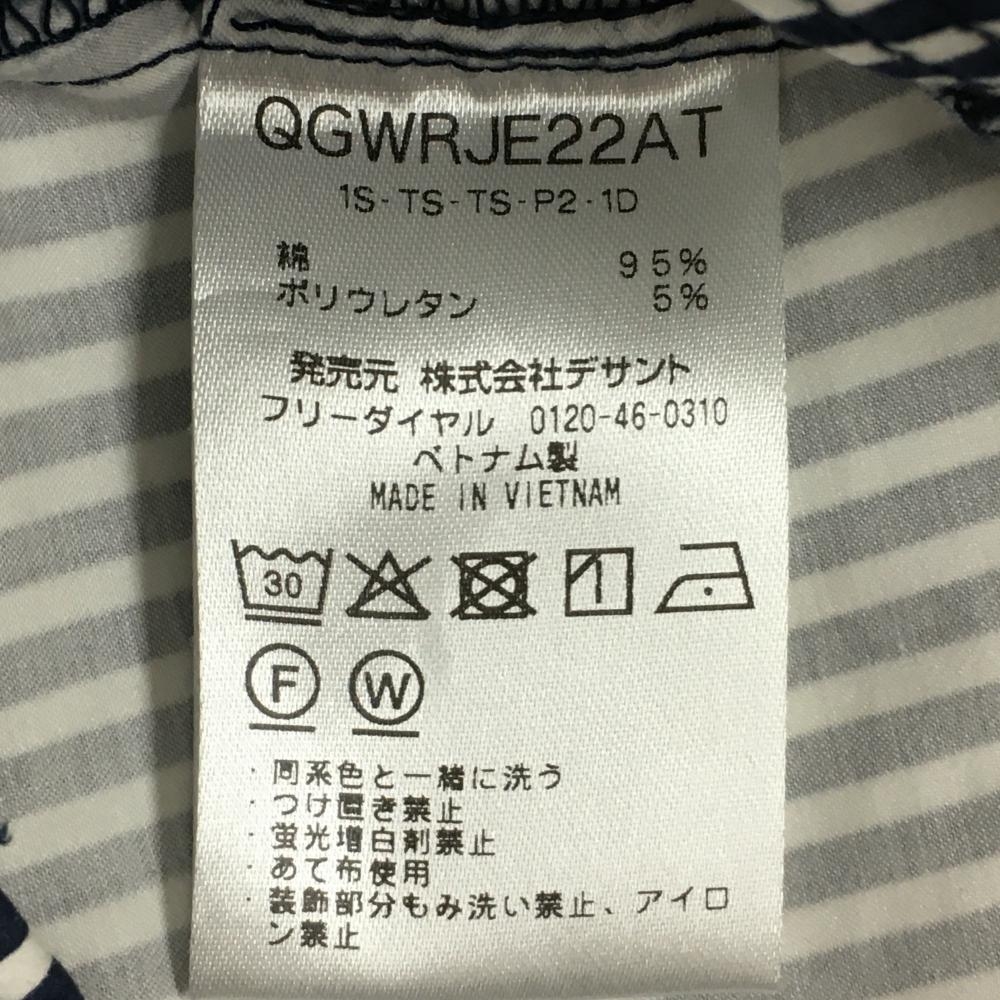 QGWRJE22AT
1S-TS-TS-P2-1D
綿 95%
ポリウレタン 5%
発売元 株式会社デサント
フリーダイヤル 0120-46-0310
ベトナム製
MADE IN VIETNAM
30
F W
・同系色と一緒に洗う
・つけ置き禁止
・蛍光増白剤禁止
・あて布使用
・装飾部分もみ洗い禁止、アイロ
ン禁止